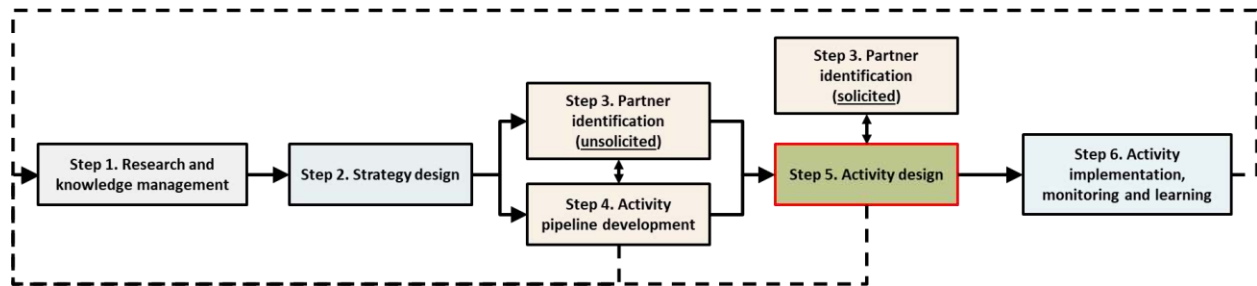 Step 1. Research and
knowledge management
Step 2. Strategy design
Step 3. Partner
identification
(unsolicited)
Step 4. Activity
pipeline development
Step 3. Partner
identification
(solicited)
Step 5. Activity design
Step 6. Activity
implementation,
monitoring and learning